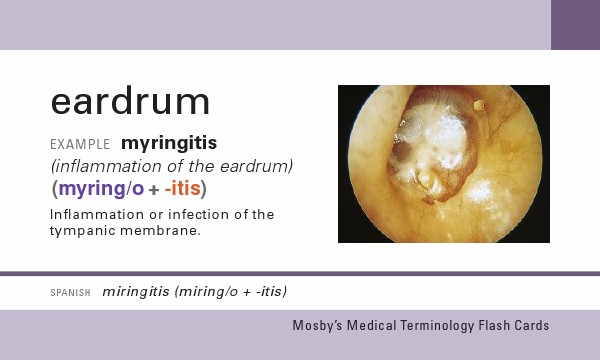 eardrum
EXAMPLE myringitis
(inflammation of the eardrum)
(myring/o + -itis)
Inflammation or infection of the
tympanic membrane.
SPANISH miringitis (miring/o + -itis)
Mosby's Medical Terminology Flash Cards